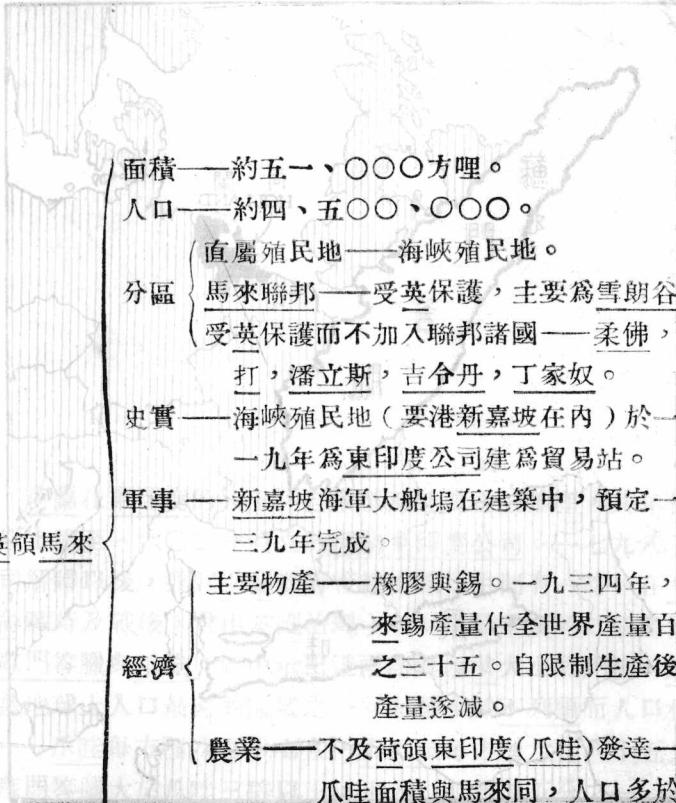 面積——約五一、〇〇〇方哩。
人口——約四、五〇〇、〇〇〇。
直屬殖民地——海峽殖民地。
分區 馬來聯邦——受英保護，主要爲雪朗谷
受英保護而不加入聯邦諸國——柔佛，
打，潘立斯，吉令丹，丁家奴。
史實——海峽殖民地（要港新嘉坡在內）於一
一九年爲東印度公司建爲貿易站。
軍事——新嘉坡海軍大船塢在建築中，預定一
三九年完成。
英領馬來
主要物產——橡膠與錫。一九三四年，
來錫產量佔全世界產量百
經濟 之三十五。自限制生產後
產量遂減。
農業——不及荷領東印度(爪哇)發達—
爪哇面積與馬來同，人口多於